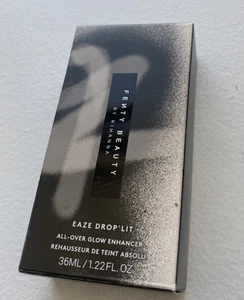 FENTY BEAUTY
BY RIHANNA
EAZE DROP'LIT
ALL-OVER GLOW ENHANCER
REHAUSSEUR DE TEINT ABSOLU
36ML/1.22FL.OZ